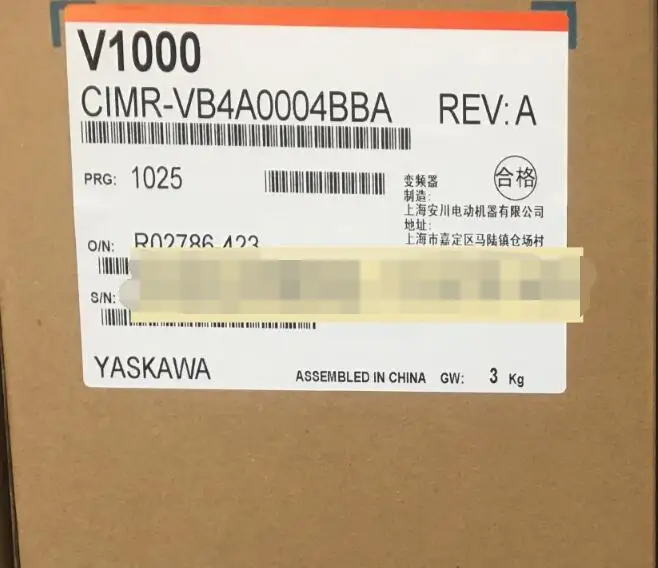 V1000
CIMR-VB4A0004BBA REV: A
PRG: 1025
变频器
合格
制造:
上海安川电动机器有限公司
地址:
上海市嘉定区马陆镇仓场村
O/N: R02786-423
S/N:
YASKAWA
ASSEMBLED IN CHINA GW: 3 Kg